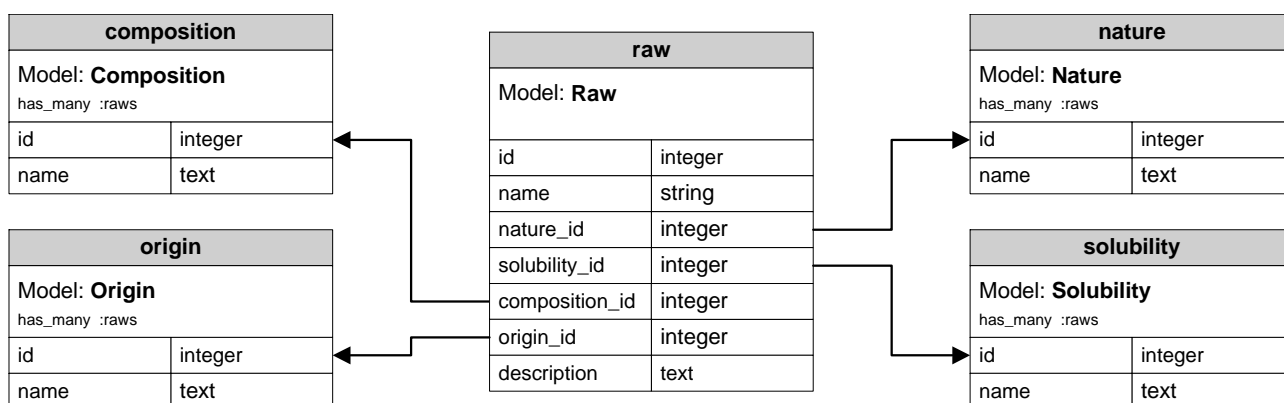 composition
Model: Composition
has_many :raws
id integer
name text
origin
Model: Origin
has_many :raws
id integer
name text
raw
Model: Raw
id integer
name string
nature_id integer
solubility_id integer
composition_id integer
origin_id integer
description text
nature
Model: Nature
has_many :raws
id integer
name text
solubility
Model: Solubility
has_many :raws
id integer
name text